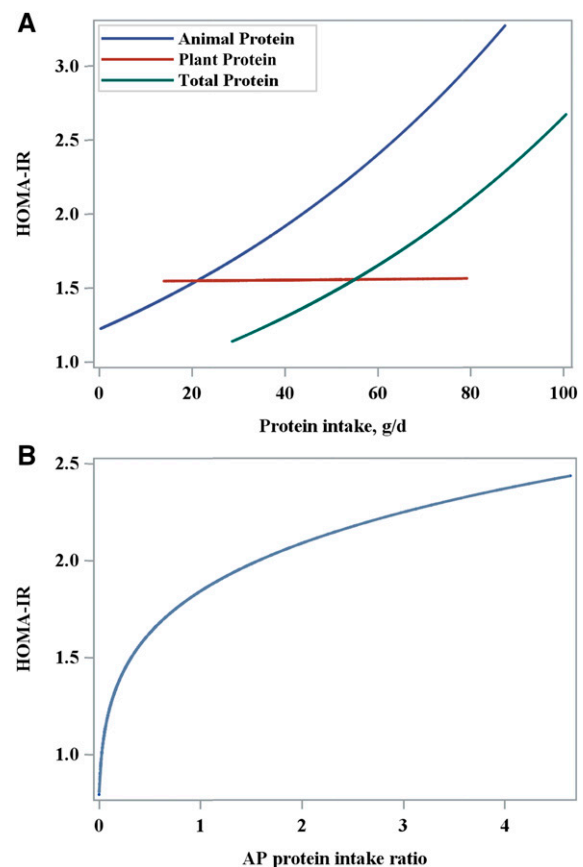 A
Animal Protein
Plant Protein
Total Protein
HOMA-IR
3.0
2.5
2.0
1.5
1.0
0 20 40 60 80 100
Protein intake, g/d
B
HOMA-IR
2.5
2.0
1.5
1.0
0 1 2 3 4
AP protein intake ratio